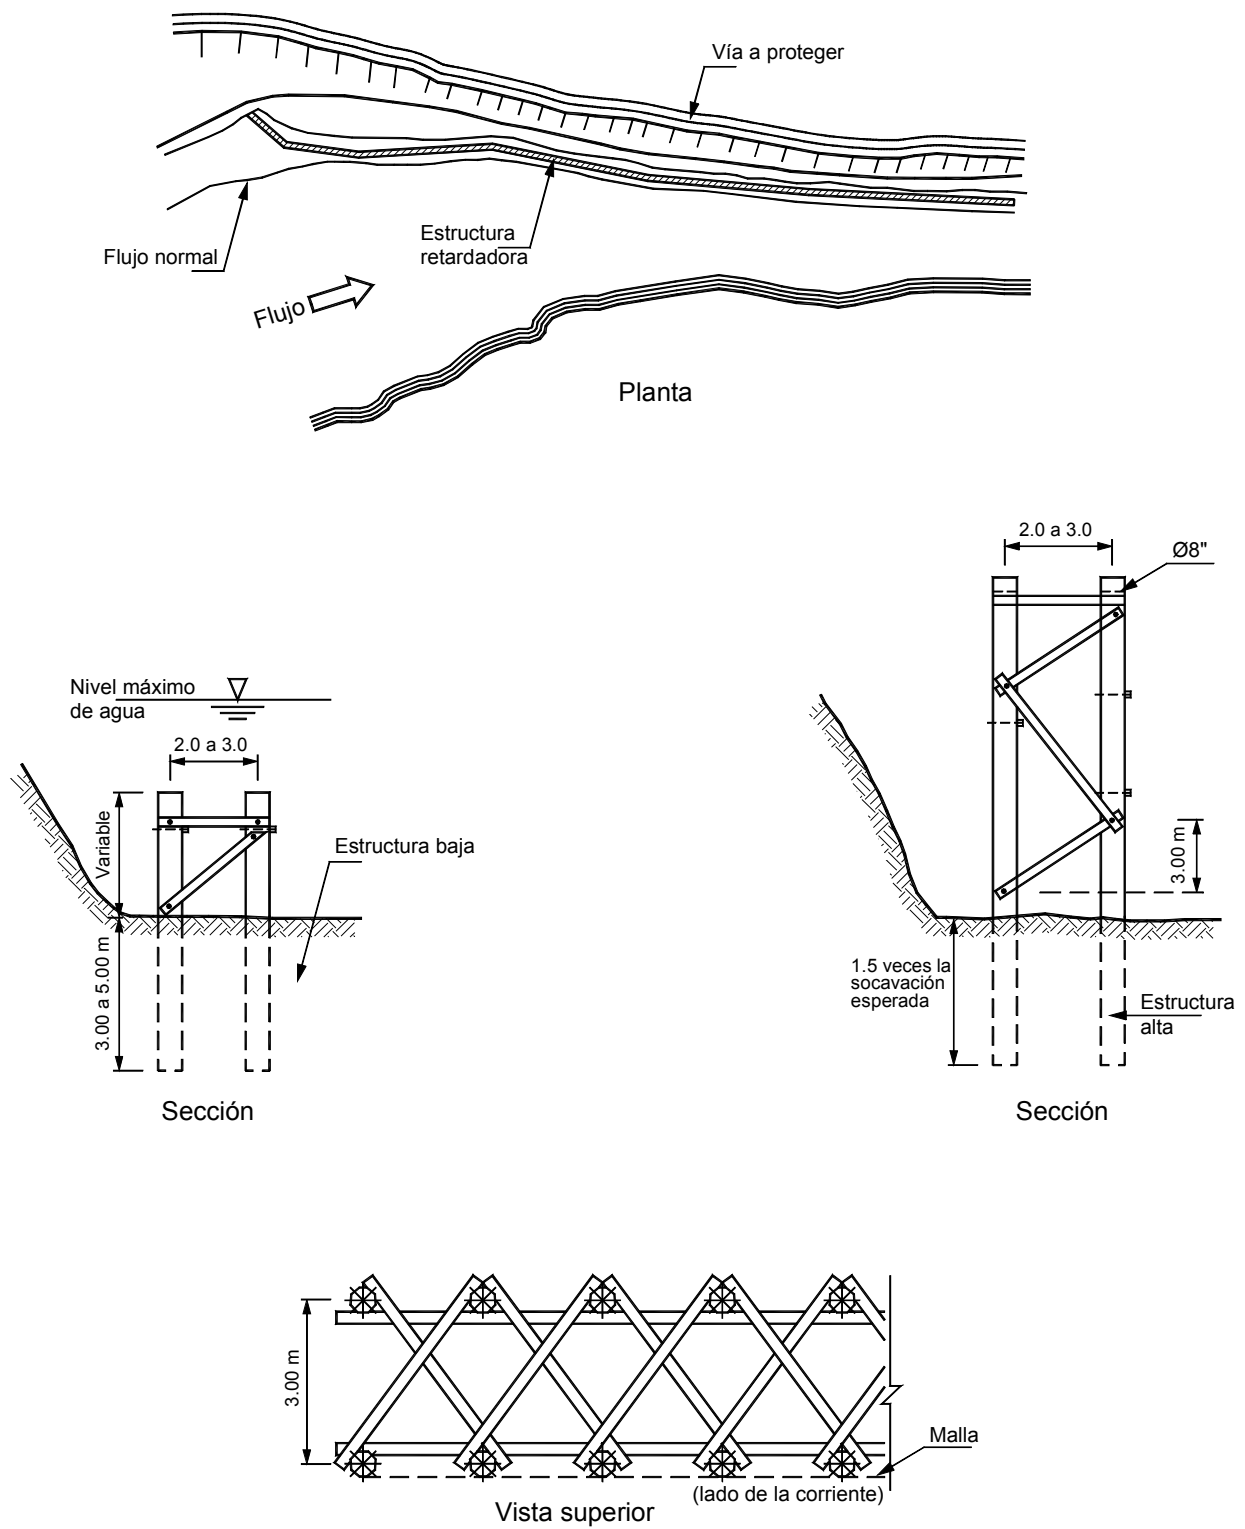 Vía a proteger
Estructura
retardadora
Flujo normal
Flujo
Planta
2.0 a 3.0
Ø8"
Nivel máximo
de agua
2.0 a 3.0
Variable
Estructura baja
3.00 m
3.00 a 5.00 m
1.5 veces la
socavación
esperada
Estructura
alta
Sección
Sección
3.00 m
Malla
(lado de la corriente)
Vista superior